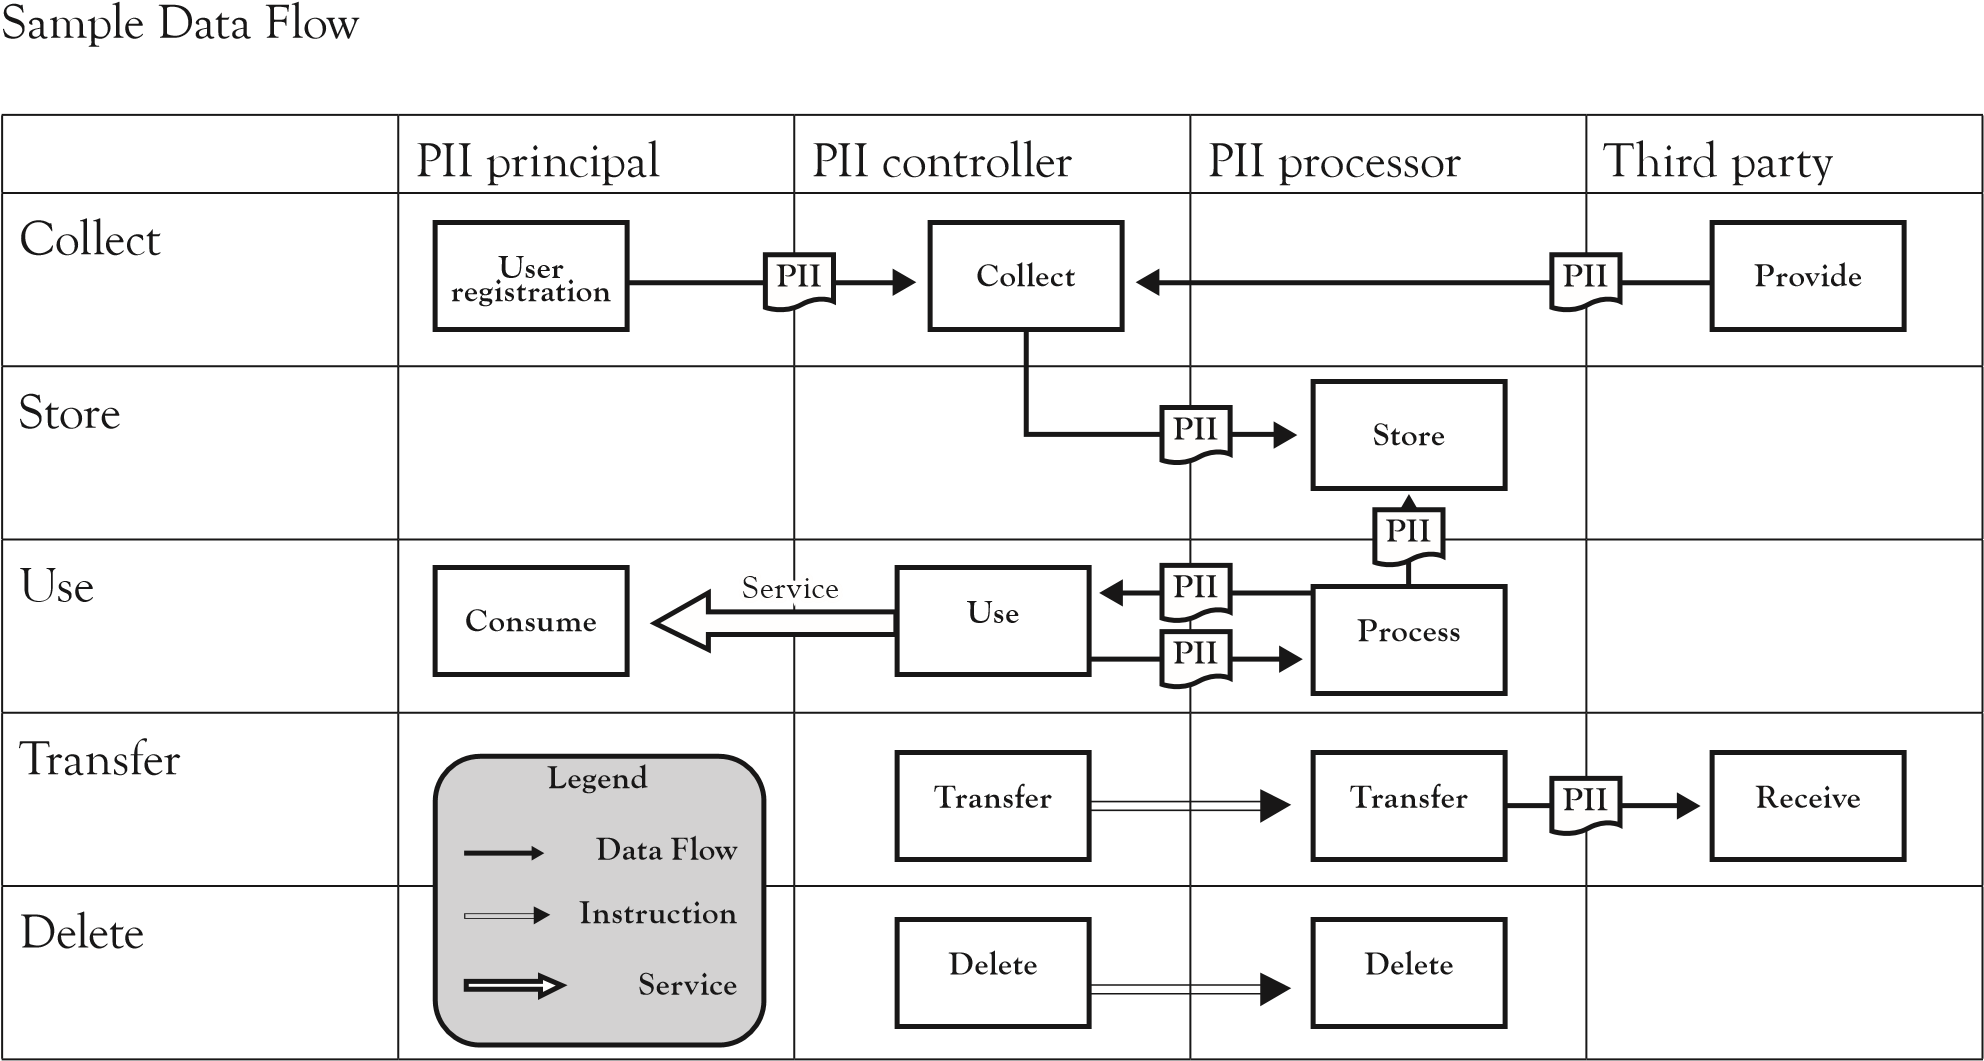 Sample Data Flow
PII principal
PII controller
PII processor
Third party
Collect
User
registration
PII
Collect
PII
Provide
Store
PII
Store
PII
Use
Consume
Service
Use
PII
PII
Process
Transfer
Transfer
Transfer
PII
Receive
Legend
Data Flow
Instruction
Service
Delete
Delete
Delete